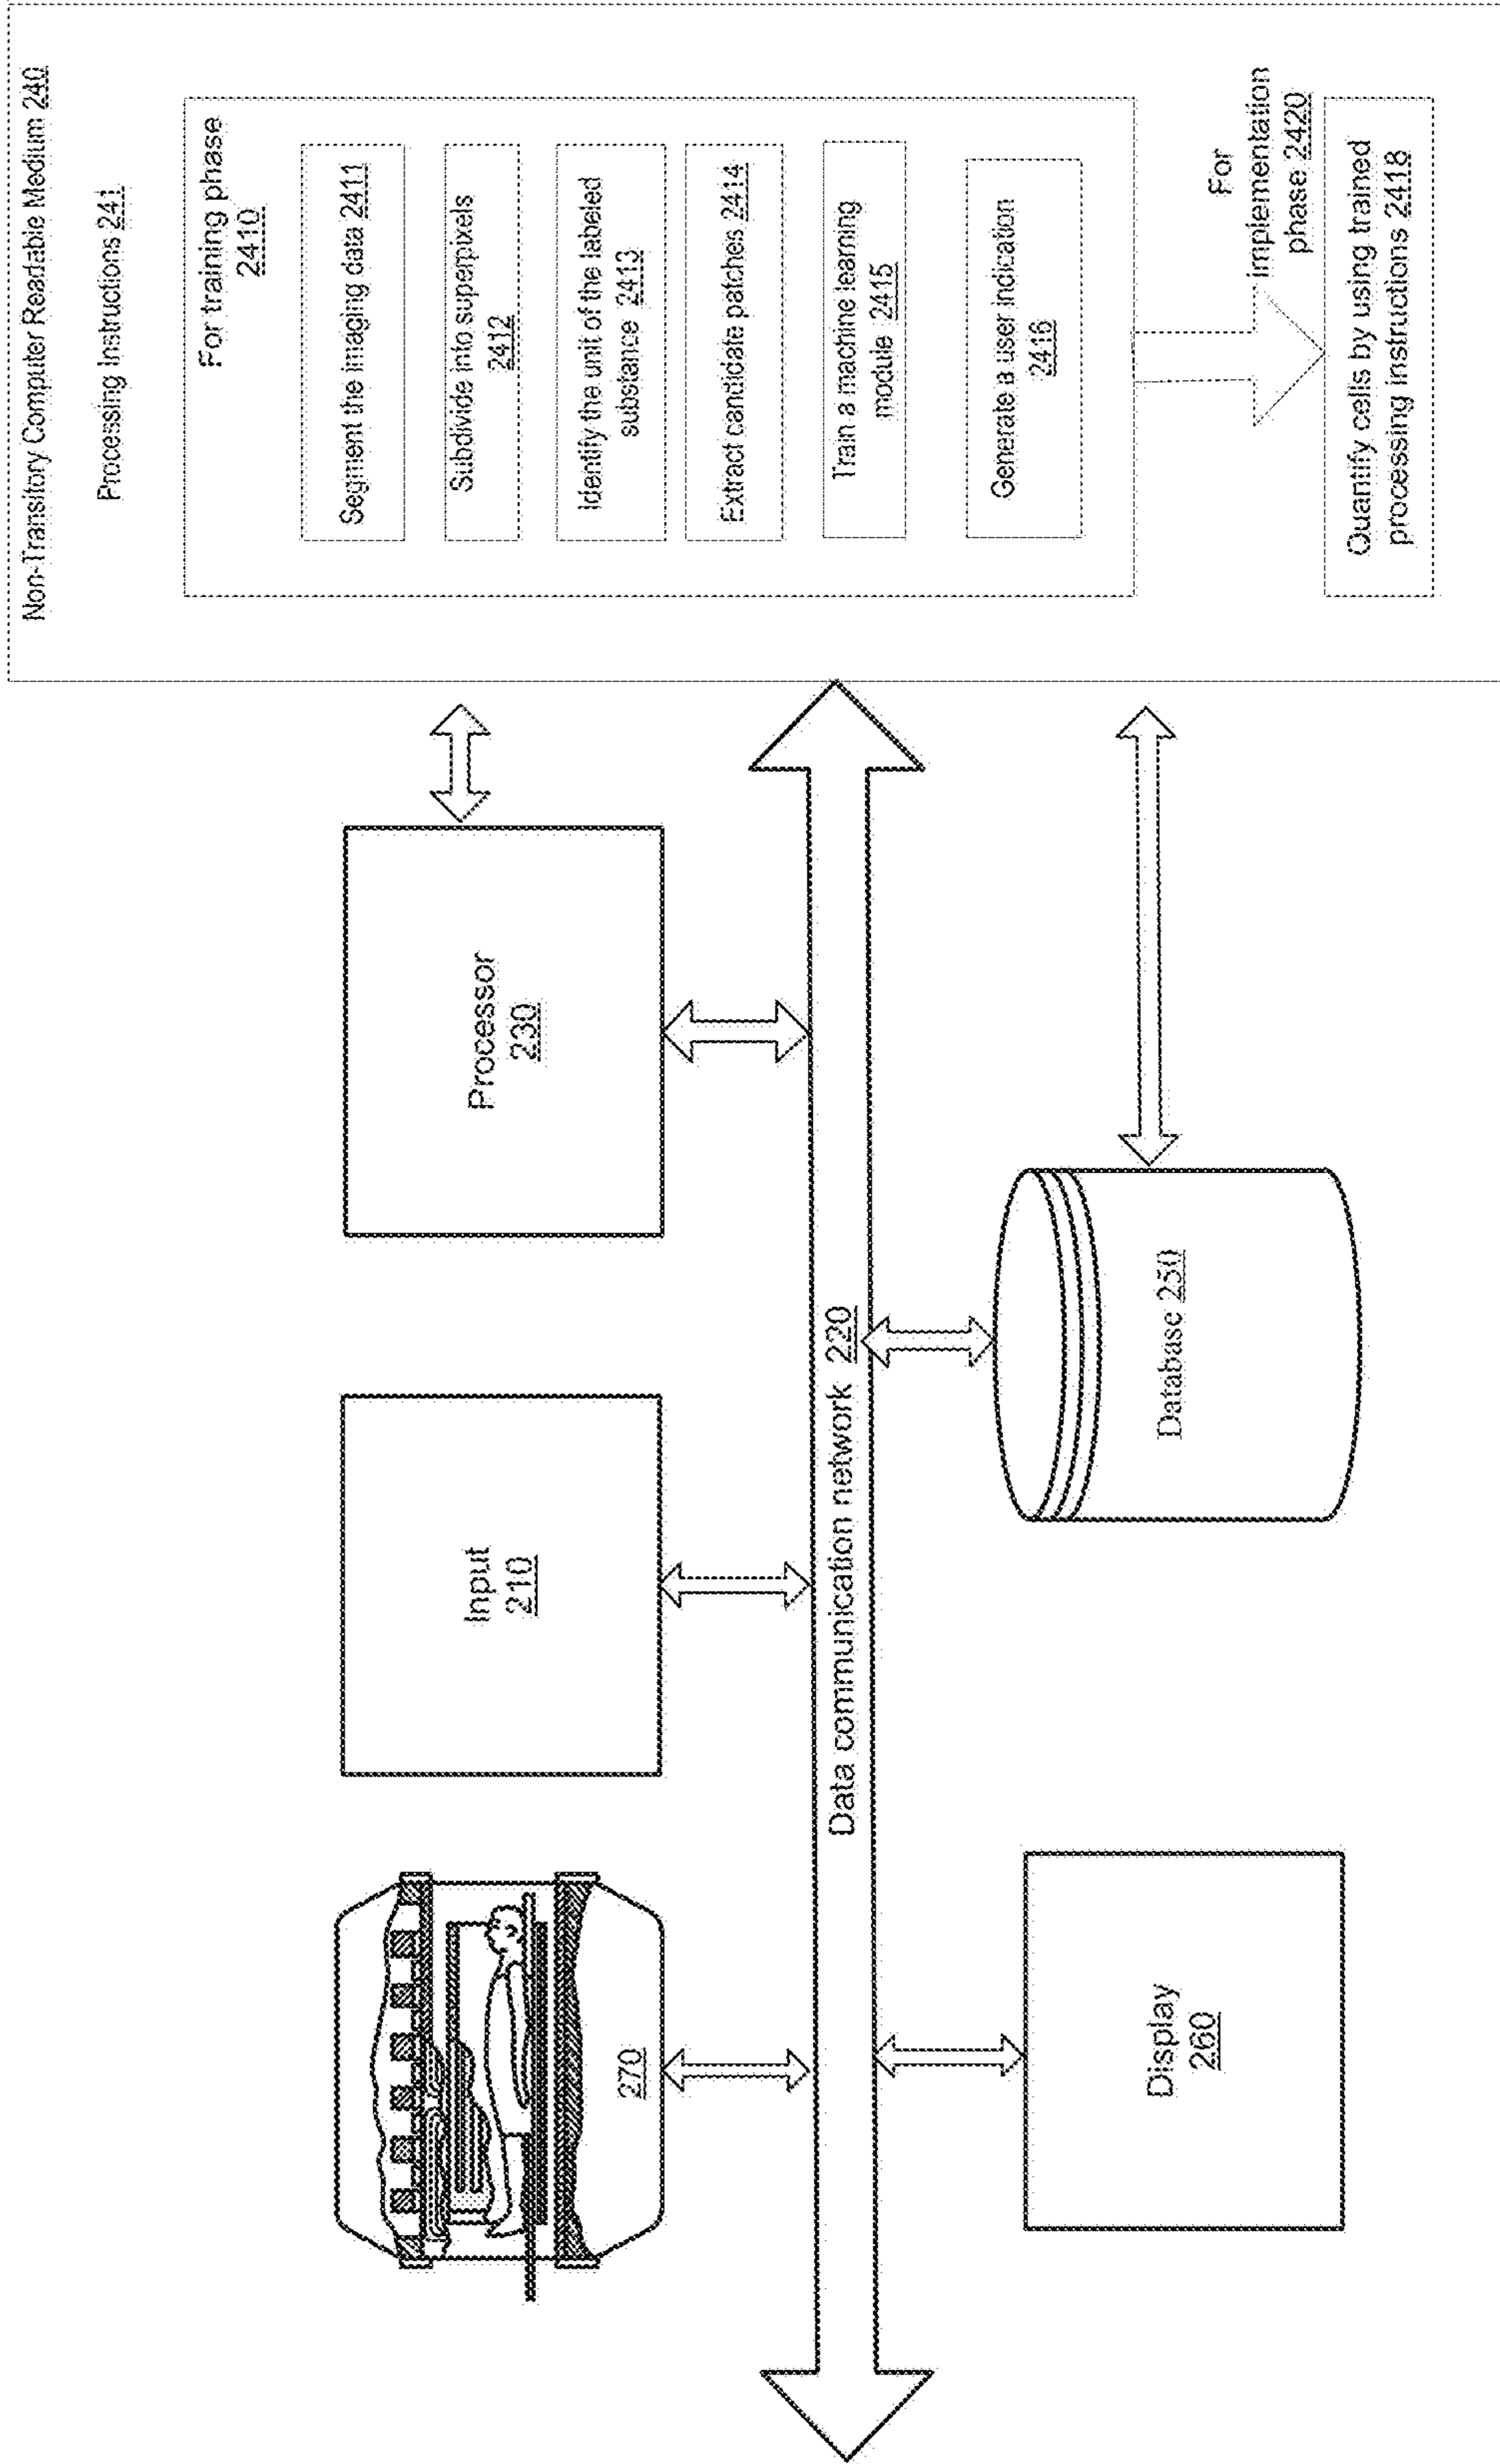 Non-Transitory Computer Readable Medium 240
Processing Instructions 241
For training phase
2410
Segment the imaging data 2411
Subdivide into superpixels
2412
Identify the unit of the labeled
substance 2413
Extract candidate patches 2414
Train a machine learning
module 2415
Generate a user indication
2416
For
implementation
phase 2420
Quantify cells by using trained
processing instructions 2418
270
Input
210
Processor
230
Data communication network 220
Display
260
Database 250